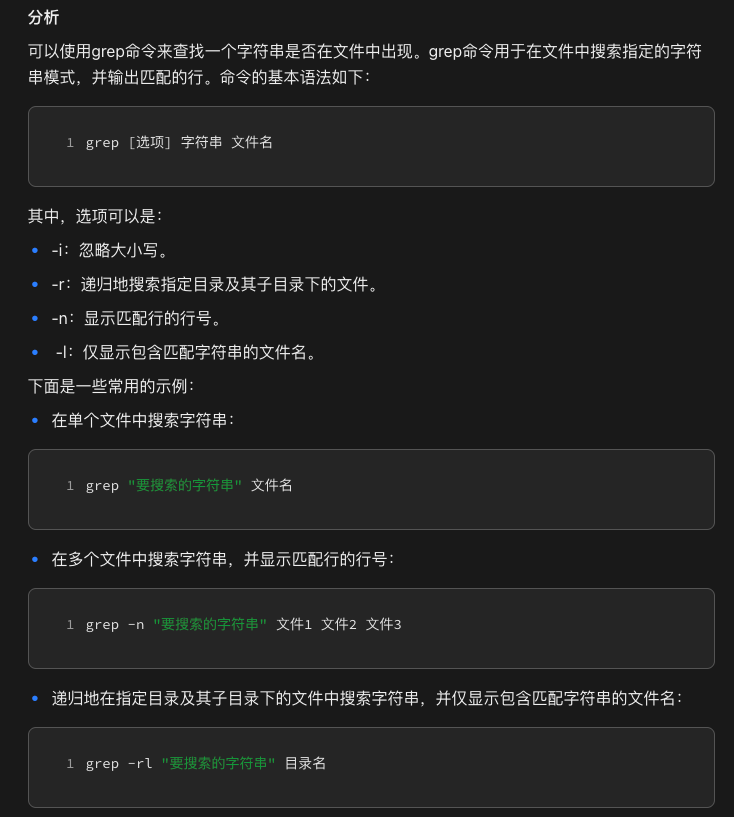 分析
可以使用grep命令来查找一个字符串是否在文件中出现。grep命令用于在文件中搜索指定的字符
串模式，并输出匹配的行。命令的基本语法如下：
1 grep [选项] 字符串 文件名
其中，选项可以是：
• -i：忽略大小写。
• -r：递归地搜索指定目录及其子目录下的文件。
• -n：显示匹配行的行号。
• -l：仅显示包含匹配字符串的文件名。
下面是一些常用的示例：
• 在单个文件中搜索字符串：
1 grep "要搜索的字符串" 文件名
• 在多个文件中搜索字符串，并显示匹配行的行号：
1 grep -n "要搜索的字符串" 文件1 文件2 文件3
• 递归地在指定目录及其子目录下的文件中搜索字符串，并仅显示包含匹配字符串的文件名：
1 grep -rl "要搜索的字符串" 目录名